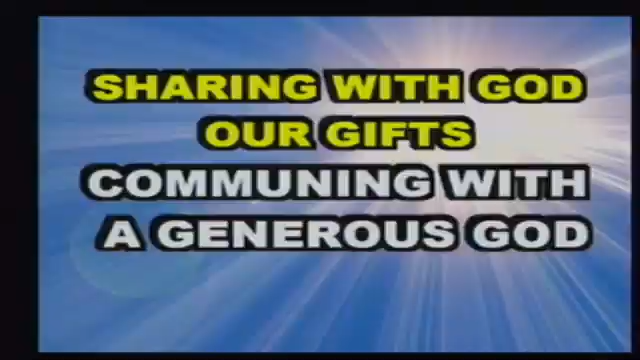 SHARING WITH GOD
OUR GIFTS
COMMUNING WITH
A GENEROUS GOD